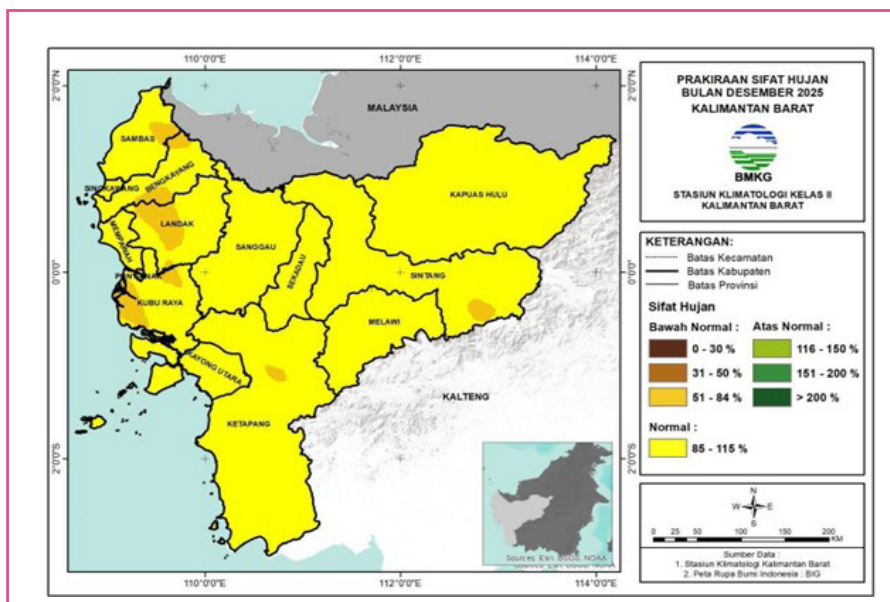 110°0'0"E
112°0'0"E
114°0'0"E
2°0'0"N
2°0'0"N
MALAYSIA
SAMBAS
BENGKAYANG
SINGKAWANG
KAPUAS HULU
LANDAK
MEMPAWAH
SANGGAU
SEKADAU
SINTANG
0°0'0"
0°0'0"
KUBU RAYA
MELAWI
KAYONG UTARA
KALTENG
KETAPANG
2°0'0"S
2°0'0"S
Sources: Esri, USGS, NOAA
110°0'0"E
112°0'0"E
114°0'0"E
PRAKIRAAN SIFAT HUJAN
BULAN DESEMBER 2025
KALIMANTAN BARAT
BMKG
STASIUN KLIMATOLOGI KELAS II
KALIMANTAN BARAT
KETERANGAN:
Batas Kecamatan
Batas Kabupaten
Batas Provinsi
Sifat Hujan
Bawah Normal :
Atas Normal :
0 - 30 %
116 - 150 %
31 - 50 %
151 - 200 %
51 - 84 %
> 200 %
Normal :
85 - 115 %
N
W
E
S
0 25 50 100 150 200
KM
Sumber Data :
1. Stasiun Klimatologi Kalimantan Barat
2. Peta Rupa Bumi Indonesia : BIG